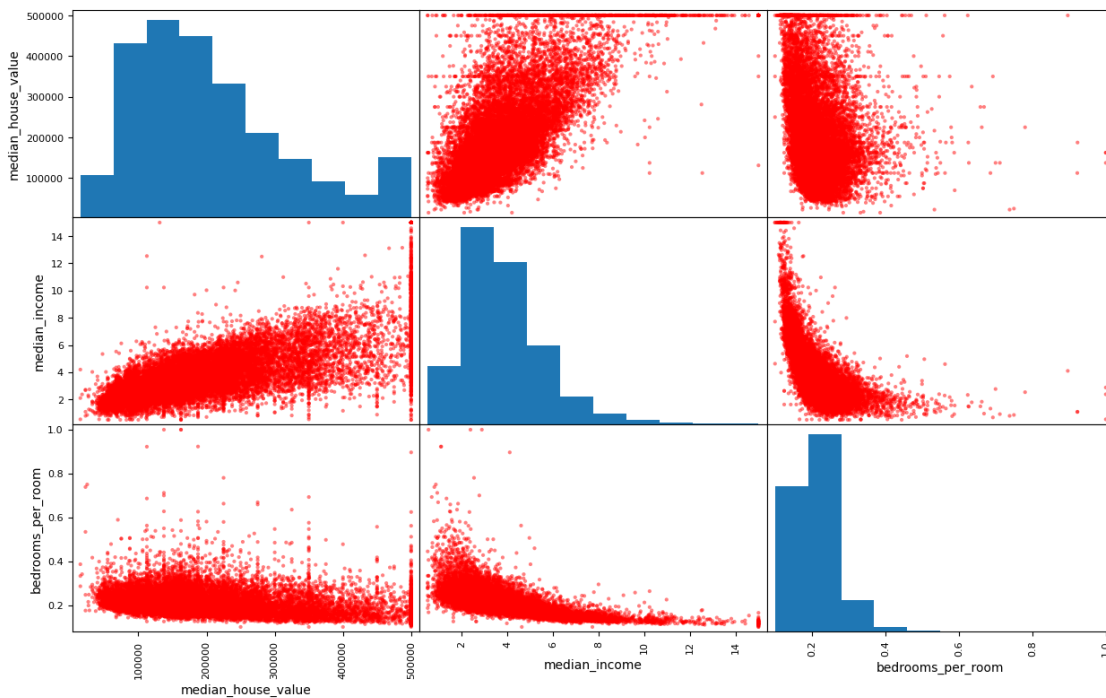 500000
400000
300000
200000
100000
median_house_value
14
12
10
8
6
4
2
median_income
1.0
0.8
0.6
0.4
0.2
bedrooms_per_room
100000 200000 300000 400000 500000
median_house_value
2 4 6 8 10 12 14
median_income
0.2 0.4 0.6 0.8 1.0
bedrooms_per_room